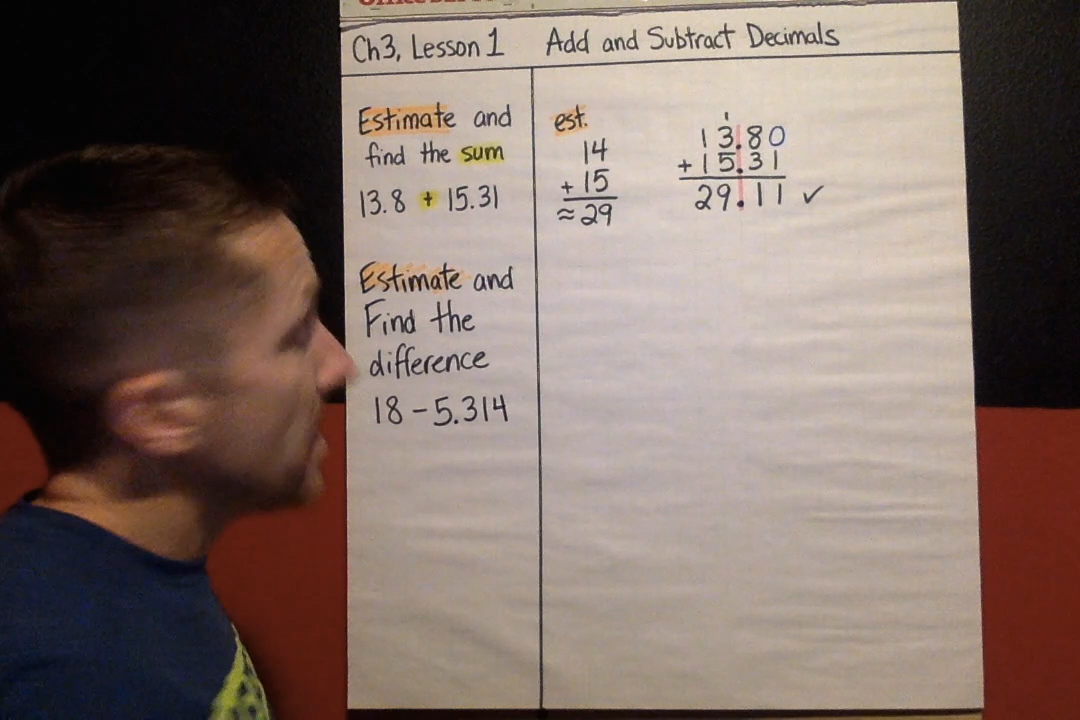 Ch3, Lesson 1 Add and Subtract Decimals
Estimate and
find the sum
13.8 + 15.31
est.
14
+ 15
≈ 29
1
13.80
+ 15.31
29.11 ✓
Estimate and
Find the
difference
18 - 5.314